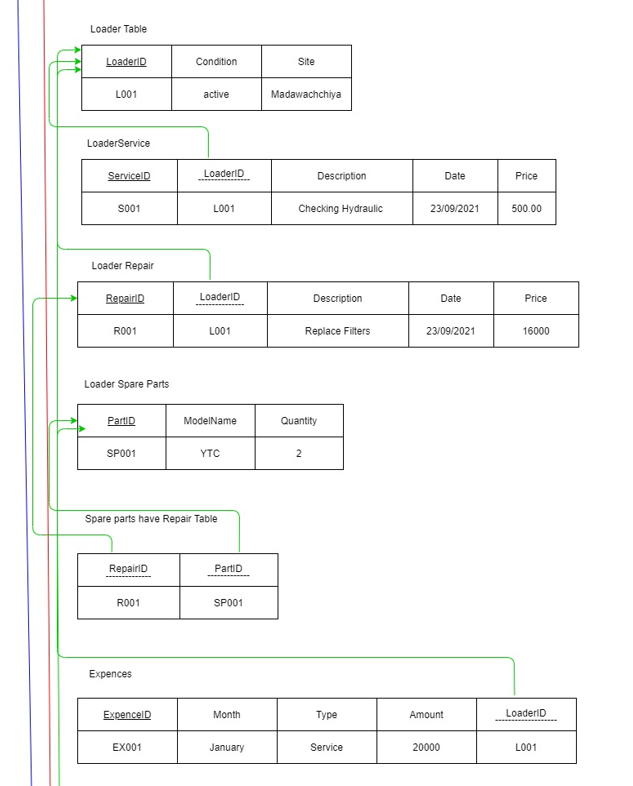 Loader Table
LoaderID Condition Site
L001 active Madawachchiya
LoaderService
ServiceID LoaderID Description Date Price
S001 L001 Checking Hydraulic 23/09/2021 500.00
Loader Repair
RepairID LoaderID Description Date Price
R001 L001 Replace Filters 23/09/2021 16000
Loader Spare Parts
PartID ModelName Quantity
SP001 YTC 2
Spare parts have Repair Table
RepairID PartID
R001 SP001
Expences
ExpenceID Month Type Amount LoaderID
EX001 January Service 20000 L001